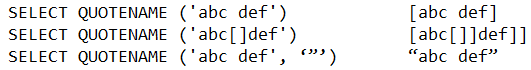 SELECT QUOTENAME ('abc def') [abc def]
SELECT QUOTENAME ('abc[]def') [abc[]]def]]
SELECT QUOTENAME ('abc def', ‘”’) “abc def”